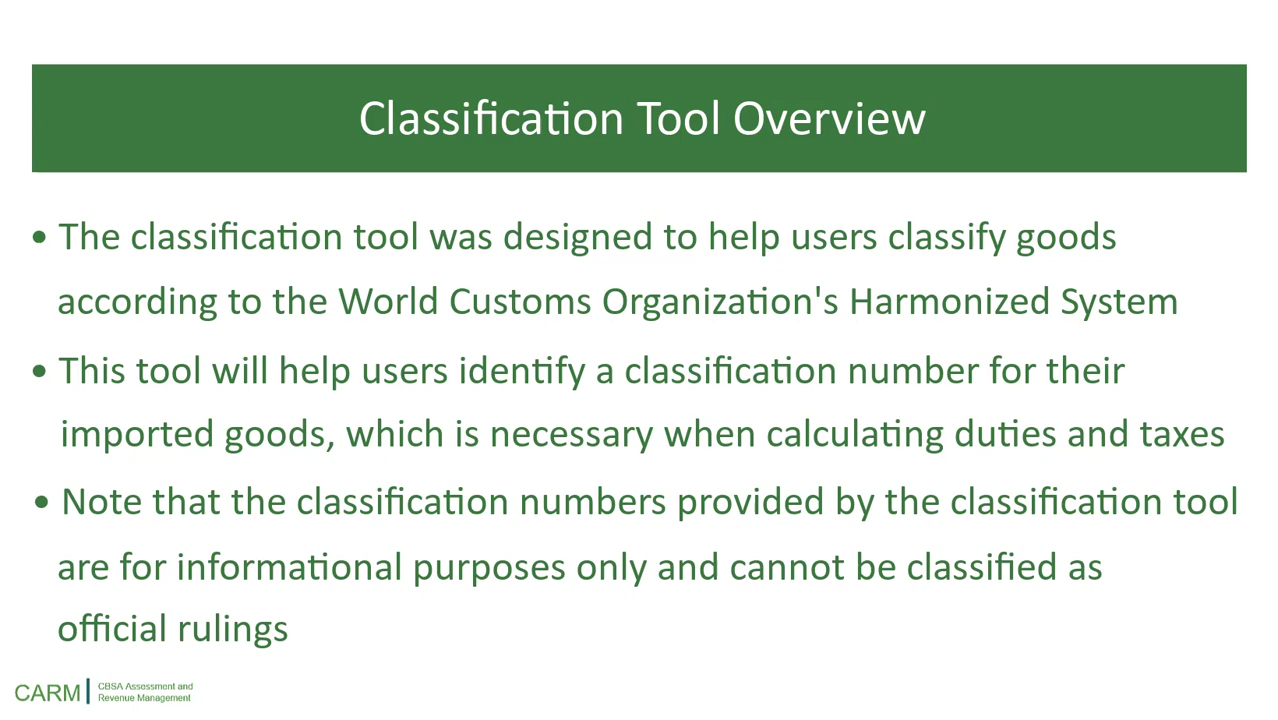 Classification Tool Overview
• The classification tool was designed to help users classify goods
according to the World Customs Organization's Harmonized System
• This tool will help users identify a classification number for their
imported goods, which is necessary when calculating duties and taxes
• Note that the classification numbers provided by the classification tool
are for informational purposes only and cannot be classified as
official rulings
CARM
CBSA Assessment and
Revenue Management